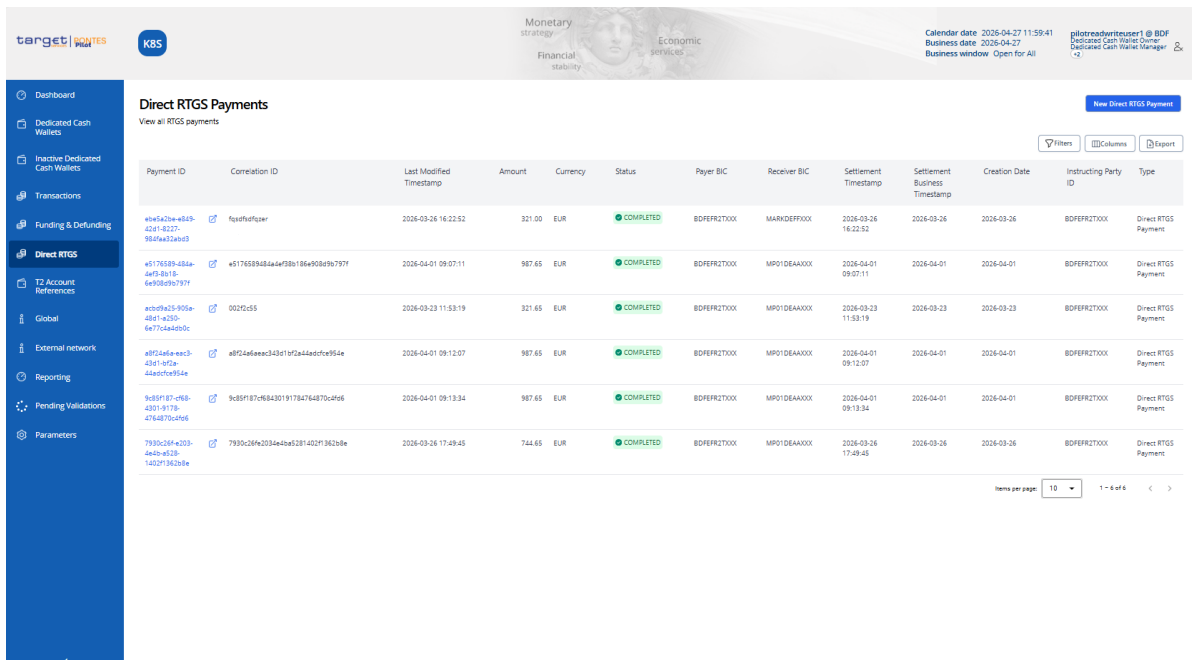 target | PONTES
Pilot
KBS
Monetary
strategy
Economic
services
Financial
stability
Calendar date 2026-04-27 11:59:41
Business date 2026-04-27
Business window Open for All
pilotreadwriteuser1 @ BDF
Dedicated Cash Wallet Owner
Dedicated Cash Wallet Manager
+2
Dashboard
Dedicated Cash
Wallets
Inactive Dedicated
Cash Wallets
Transactions
Funding & Defunding
Direct RTGS
T2 Account
References
Global
External network
Reporting
Pending Validations
Parameters
Direct RTGS Payments
View all RTGS payments
New Direct RTGS Payment
Filters Columns Export
Payment ID Correlation ID Last Modified Timestamp Amount Currency Status Payer BIC Receiver BIC Settlement Timestamp Settlement Business Timestamp Creation Date Instructing Party ID Type
ebe5a2be-e849- fqsdfsdfqzer 2026-03-26 16:22:52 321.00 EUR COMPLETED BDFEFR2TXXX MARKDEFFXXX 2026-03-26 2026-03-26 2026-03-26 BDFEFR2TXXX Direct RTGS
42d1-8227- 16:22:52 Payment
984faa32abd3
e5176589-484a- e5176589484a4ef38b186e908d9b797f 2026-04-01 09:07:11 987.65 EUR COMPLETED BDFEFR2TXXX MP01DEAAXXX 2026-04-01 2026-04-01 2026-04-01 BDFEFR2TXXX Direct RTGS
4ef3-8b18- 09:07:11 Payment
6e908d9b797f
acbd9a25-905a- 002f2c55 2026-03-23 11:53:19 321.65 EUR COMPLETED BDFEFR2TXXX MP01DEAAXXX 2026-03-23 2026-03-23 2026-03-23 BDFEFR2TXXX Direct RTGS
48d1-a250- 11:53:19 Payment
6e77c4a4db0c
a8f24a6a-eac3- a8f24a6aeac343d1bf2a44adcfce954e 2026-04-01 09:12:07 987.65 EUR COMPLETED BDFEFR2TXXX MP01DEAAXXX 2026-04-01 2026-04-01 2026-04-01 BDFEFR2TXXX Direct RTGS
43d1-bf2a- 09:12:07 Payment
44adcfce954e
9c85f187-cf68- 9c85f187cf68430191784764870c4fd6 2026-04-01 09:13:34 987.65 EUR COMPLETED BDFEFR2TXXX MP01DEAAXXX 2026-04-01 2026-04-01 2026-04-01 BDFEFR2TXXX Direct RTGS
4301-9178- 09:13:34 Payment
4764870c4fd6
7930c26f-e203- 7930c26fe2034e4ba5281402f1362b8e 2026-03-26 17:49:45 744.65 EUR COMPLETED BDFEFR2TXXX MP01DEAAXXX 2026-03-26 2026-03-26 2026-03-26 BDFEFR2TXXX Direct RTGS
4e4b-a528- 17:49:45 Payment
1402f1362b8e
Items per page: 10 1 – 6 of 6